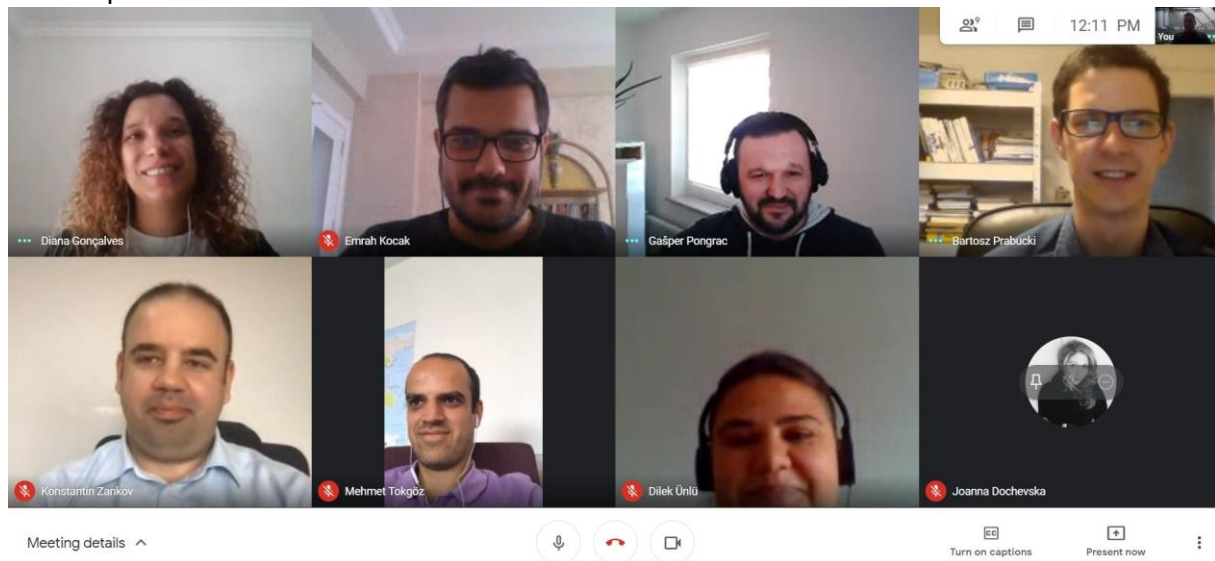 12:11 PM
You
Diana Gonçalves
Emrah Kocak
Gašper Pongrac
Bartosz Prabucki
Konstantin Zankov
Mehmet Tokgöz
Dilek Ünlü
Joanna Dochevska
Meeting details
Turn on captions
Present now